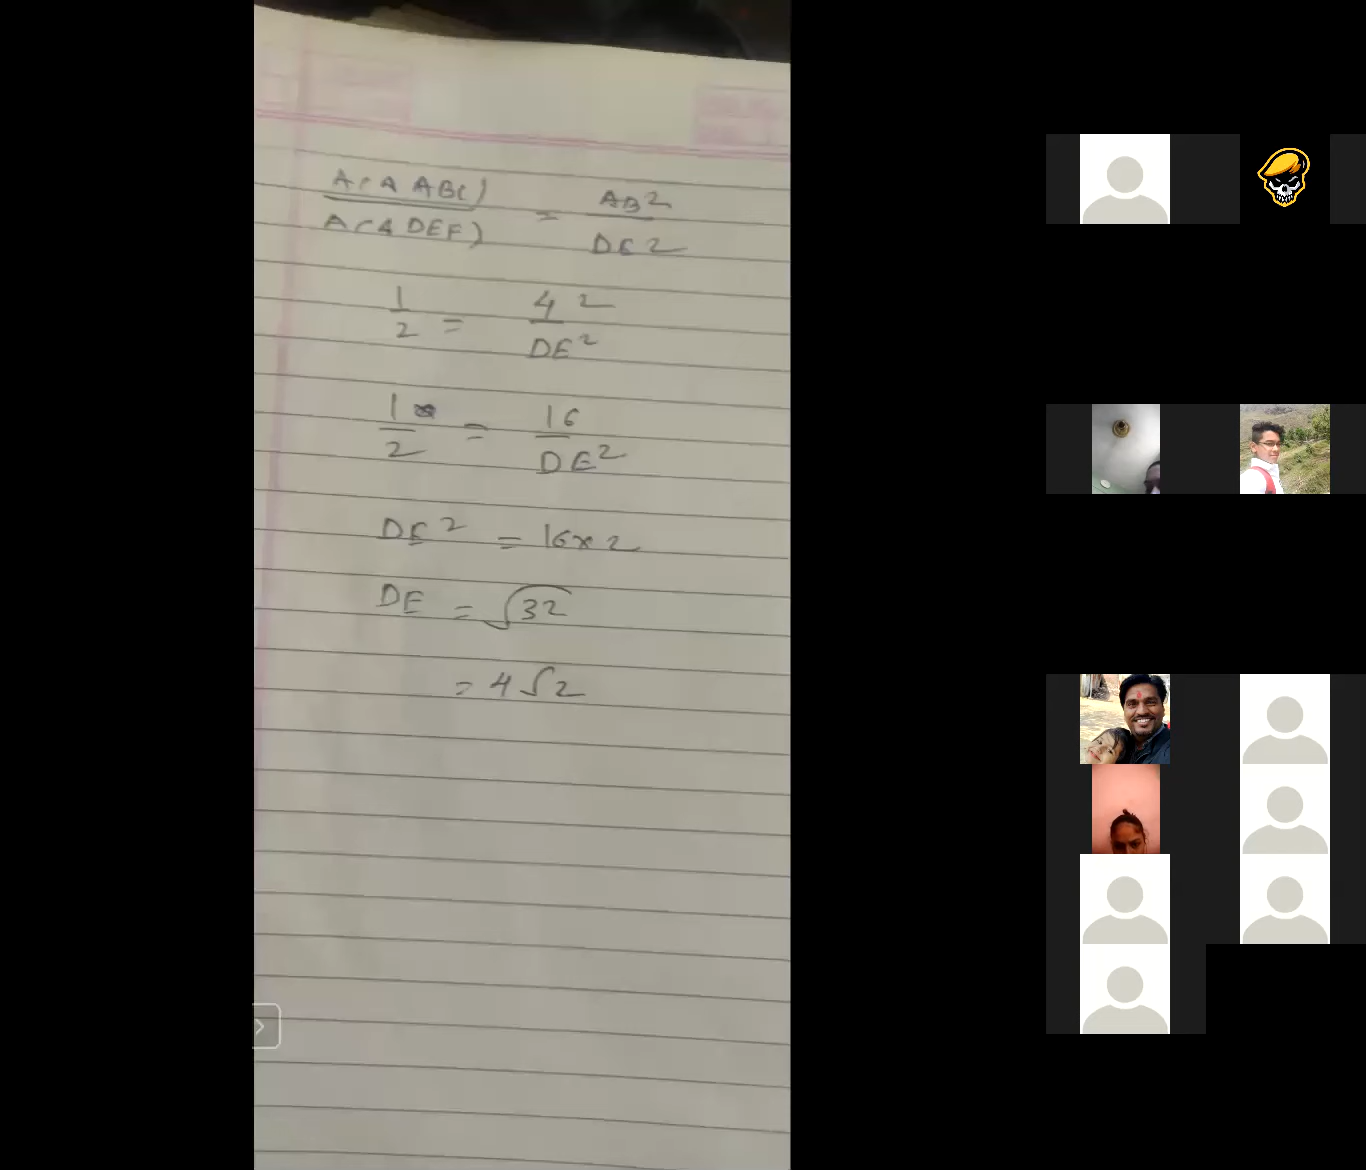 A(△ABC) / A(△DEF) = AB² / DE²
1/2 = 4² / DE²
1/2 = 16 / DE²
DE² = 16 × 2
DE = √32
= 4√2